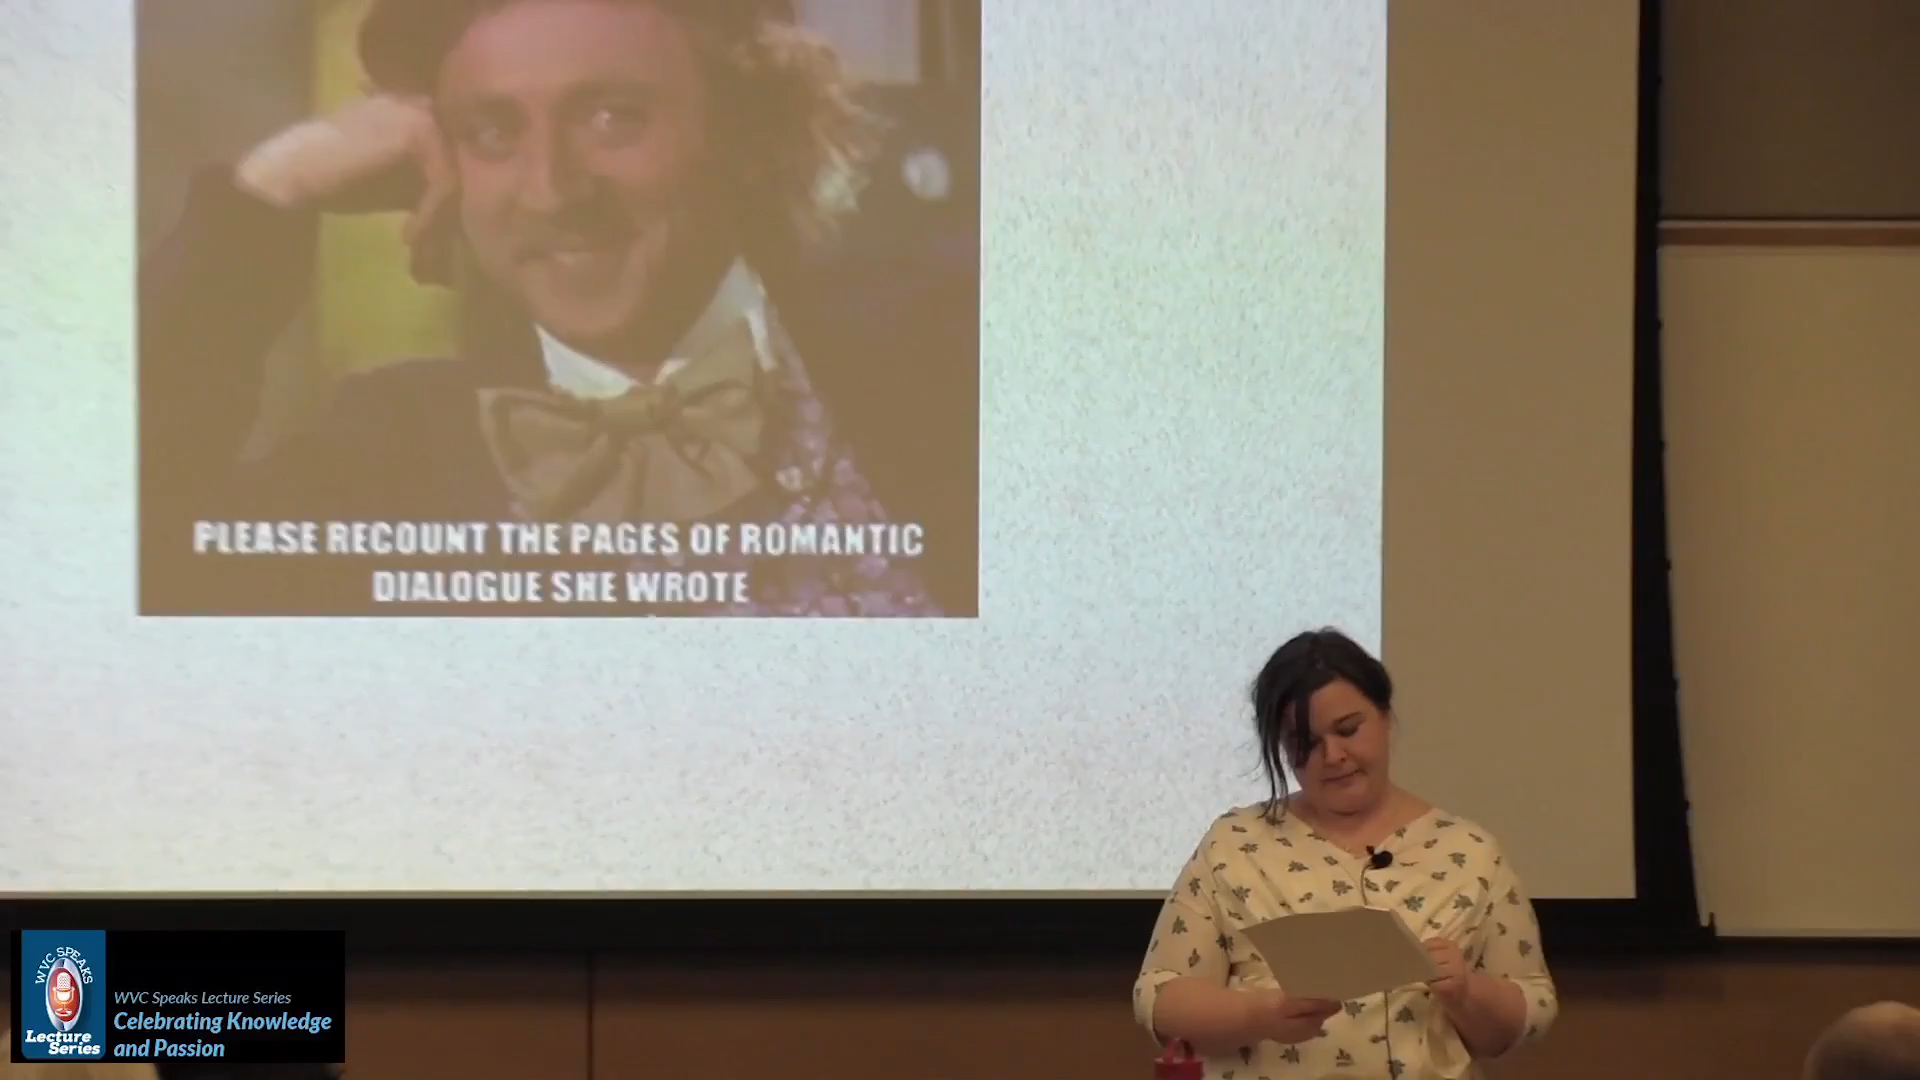 PLEASE RECOUNT THE PAGES OF ROMANTIC
DIALOGUE SHE WROTE
WVC SPEAKS
Lecture
Series
WVC Speaks Lecture Series
Celebrating Knowledge
and Passion